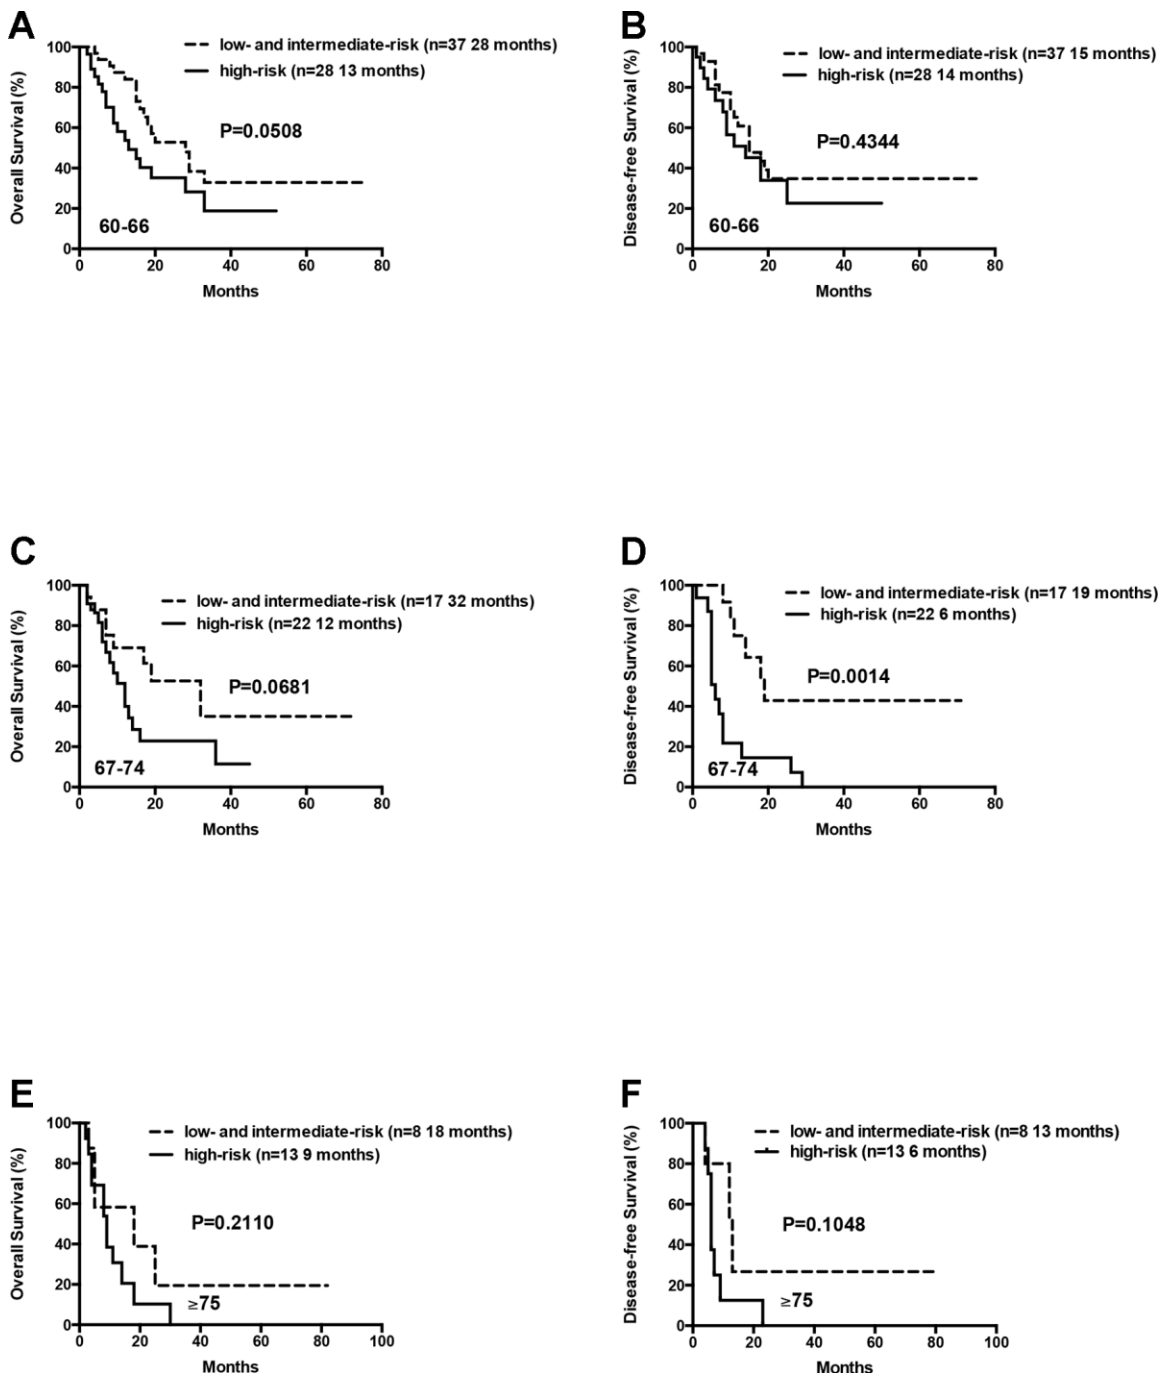 A
low- and intermediate-risk (n=37 28 months)
high-risk (n=28 13 months)
P=0.0508
60-66
Overall Survival (%)
100
80
60
40
20
0
0 20 40 60 80
Months
B
low- and intermediate-risk (n=37 15 months)
high-risk (n=28 14 months)
P=0.4344
60-66
Disease-free Survival (%)
100
80
60
40
20
0
0 20 40 60 80
Months
C
low- and intermediate-risk (n=17 32 months)
high-risk (n=22 12 months)
P=0.0681
67-74
Overall Survival (%)
100
80
60
40
20
0
0 20 40 60 80
Months
D
low- and intermediate-risk (n=17 19 months)
high-risk (n=22 6 months)
P=0.0014
67-74
Disease-free Survival (%)
100
80
60
40
20
0
0 20 40 60 80
Months
E
low- and intermediate-risk (n=8 18 months)
high-risk (n=13 9 months)
P=0.2110
≥75
Overall Survival (%)
100
80
60
40
20
0
0 20 40 60 80 100
Months
F
low- and intermediate-risk (n=8 13 months)
high-risk (n=13 6 months)
P=0.1048
≥75
Disease-free Survival (%)
100
80
60
40
20
0
0 20 40 60 80 100
Months